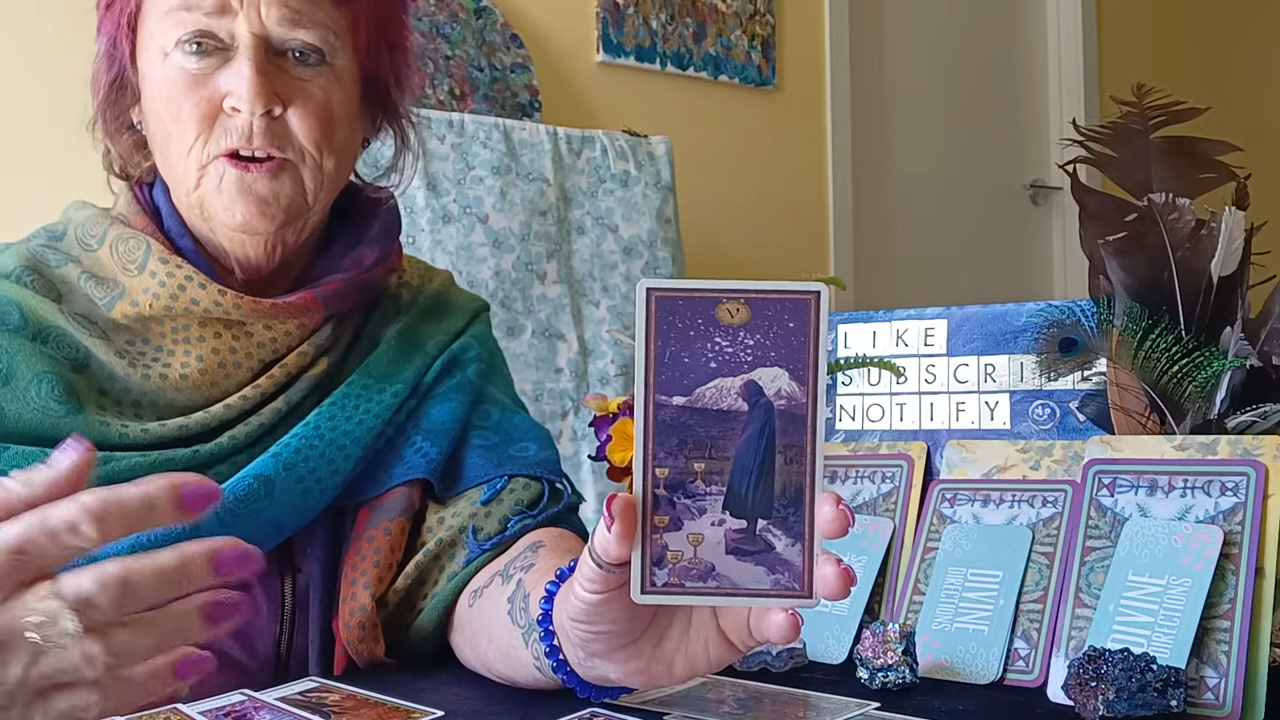 V
LIKE
SUBSCRIBE
NOTIFY
DIVINE
DIRECTIONS
DIVINE
DIRECTIONS